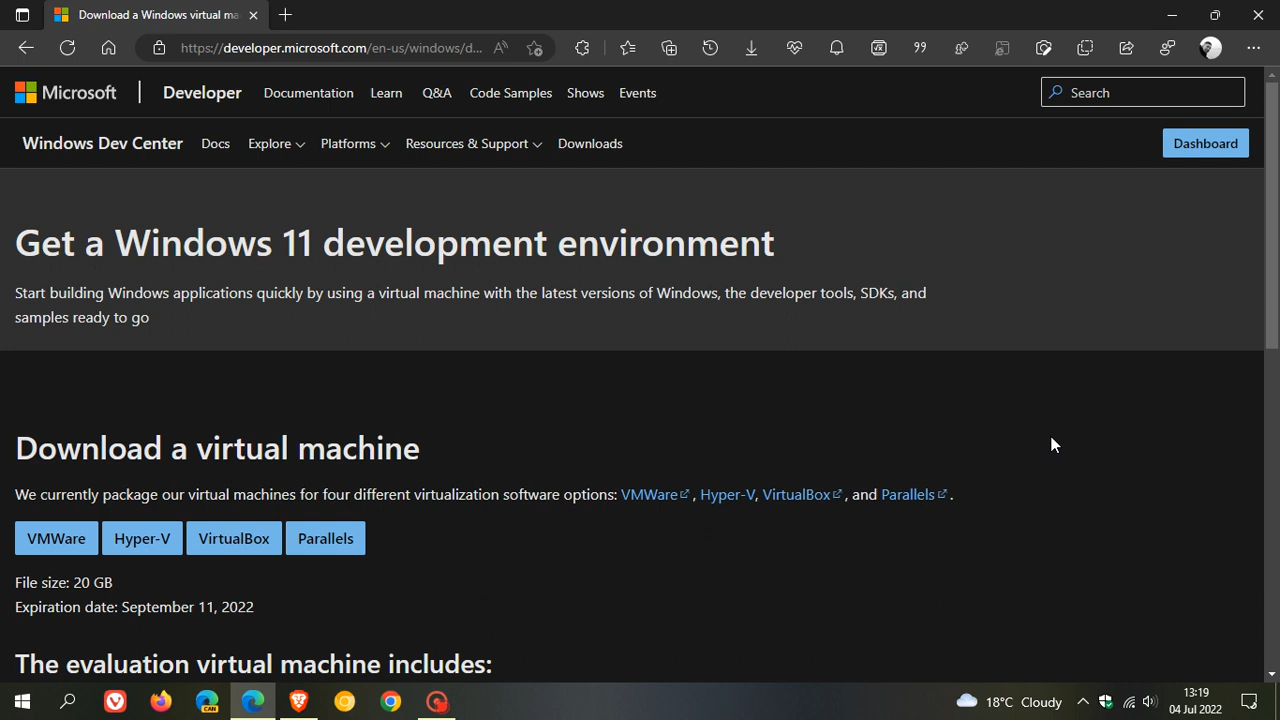 Download a Windows virtual ma
https://developer.microsoft.com/en-us/windows/d...
Microsoft
Developer
Documentation
Learn
Q&A
Code Samples
Shows
Events
Search
Windows Dev Center
Docs
Explore
Platforms
Resources & Support
Downloads
Dashboard
Get a Windows 11 development environment
Start building Windows applications quickly by using a virtual machine with the latest versions of Windows, the developer tools, SDKs, and
samples ready to go
Download a virtual machine
We currently package our virtual machines for four different virtualization software options: VMWare , Hyper-V, VirtualBox , and Parallels .
VMWare
Hyper-V
VirtualBox
Parallels
File size: 20 GB
Expiration date: September 11, 2022
The evaluation virtual machine includes:
CAN
18°C Cloudy
13:19
04 Jul 2022